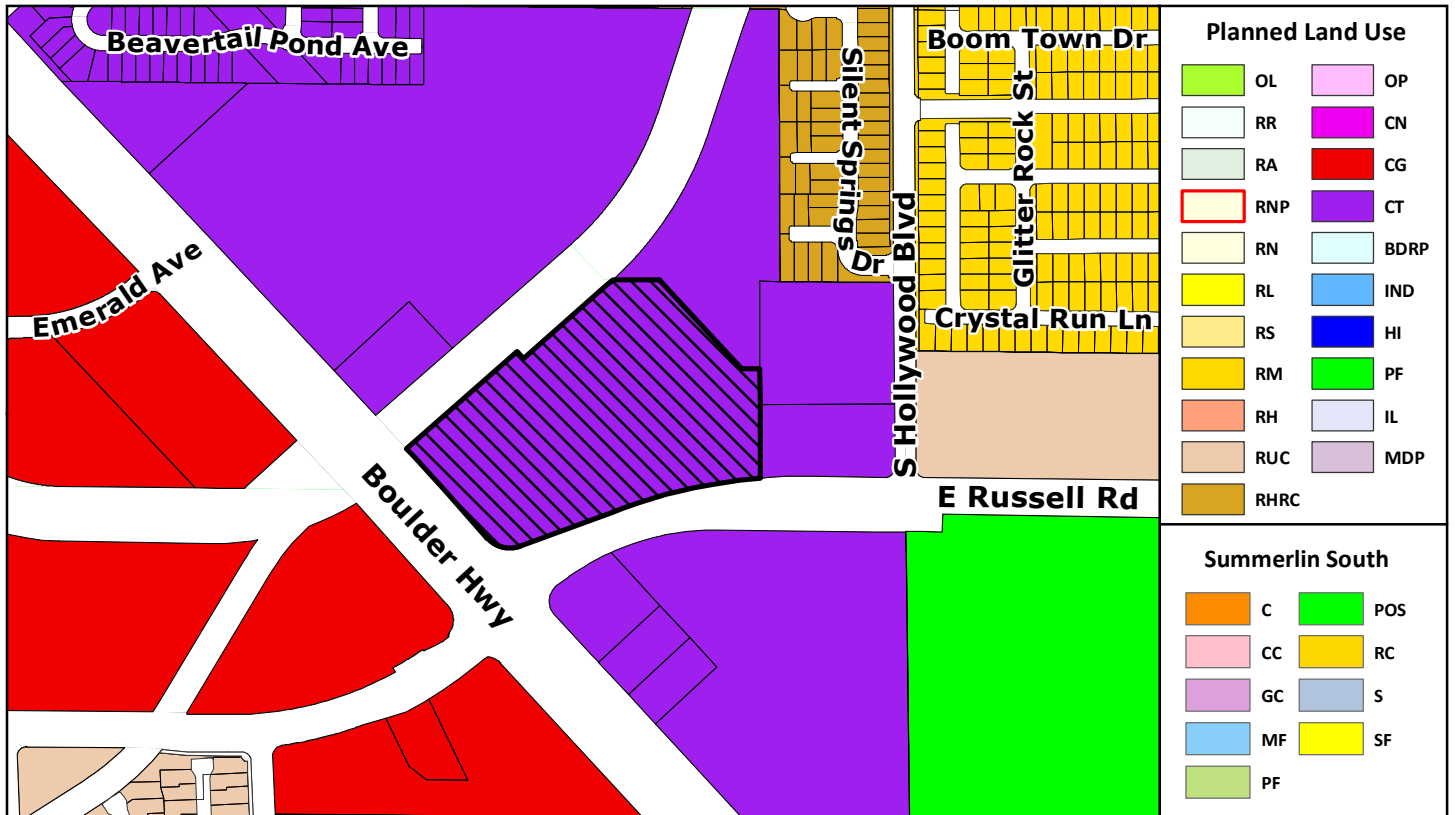 Beavertail Pond Ave
Silent Springs Dr
Boom Town Dr
Glitter Rock St
S Hollywood Blvd
Emerald Ave
Crystal Run Ln
Boulder Hwy
E Russell Rd
Planned Land Use
OL OP
RR CN
RA CG
RNP CT
RN BDRP
RL IND
RS HI
RM PF
RH IL
RUC MDP
RHRC
Summerlin South
C POS
CC RC
GC S
MF SF
PF